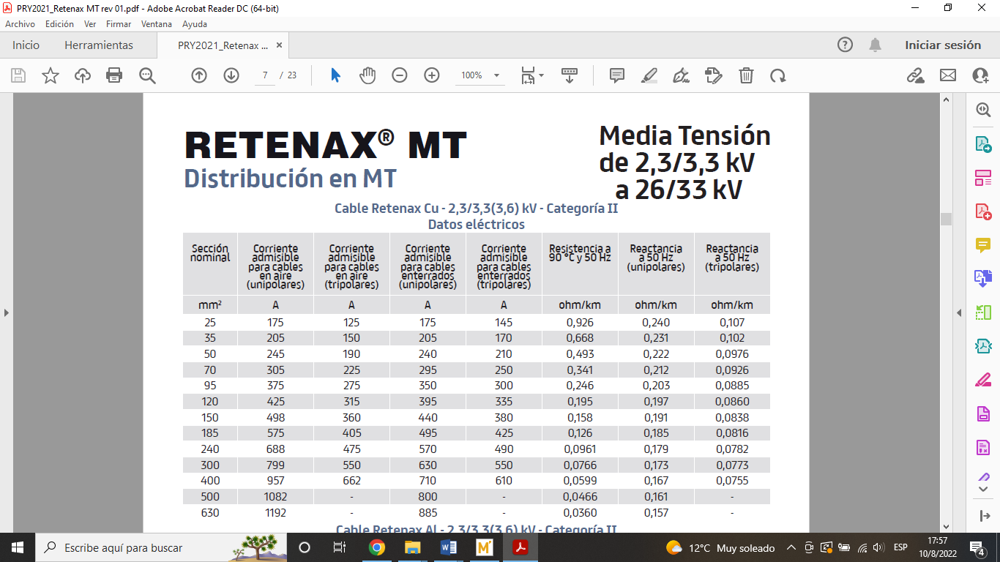 PRY2021_Retenax MT rev 01.pdf - Adobe Acrobat Reader DC (64-bit)
Archivo Edición Ver Firmar Ventana Ayuda
Inicio Herramientas PRY2021_Retenax ... × Iniciar sesión
7 / 23 100%
RETENAX® MT
Distribución en MT
Media Tensión
de 2,3/3,3 kV
a 26/33 kV
Cable Retenax Cu - 2,3/3,3(3,6) kV - Categoría II
Datos eléctricos
Sección nominal Corriente admisible para cables en aire (unipolares) Corriente admisible para cables en aire (tripolares) Corriente admisible para cables enterrados (unipolares) Corriente admisible para cables enterrados (tripolares) Resistencia a 90 °C y 50 Hz Reactancia a 50 Hz (unipolares) Reactancia a 50 Hz (tripolares)
mm² A A A A ohm/km ohm/km ohm/km
25 175 125 175 145 0,926 0,240 0,107
35 205 150 205 170 0,668 0,231 0,102
50 245 190 240 210 0,493 0,222 0,0976
70 305 225 295 250 0,341 0,212 0,0926
95 375 275 350 300 0,246 0,203 0,0885
120 425 315 395 335 0,195 0,197 0,0860
150 498 360 440 380 0,158 0,191 0,0838
185 575 405 495 425 0,126 0,185 0,0816
240 688 475 570 490 0,0961 0,179 0,0782
300 799 550 630 550 0,0766 0,173 0,0773
400 957 662 710 610 0,0599 0,167 0,0755
500 1082 - 800 - 0,0466 0,161 -
630 1192 - 885 - 0,0360 0,157 -
Cable Retenax Al - 2,3/3,3(3,6) kV - Categoría II
Escribe aquí para buscar 12°C Muy soleado ESP 17:57
10/8/2022 4